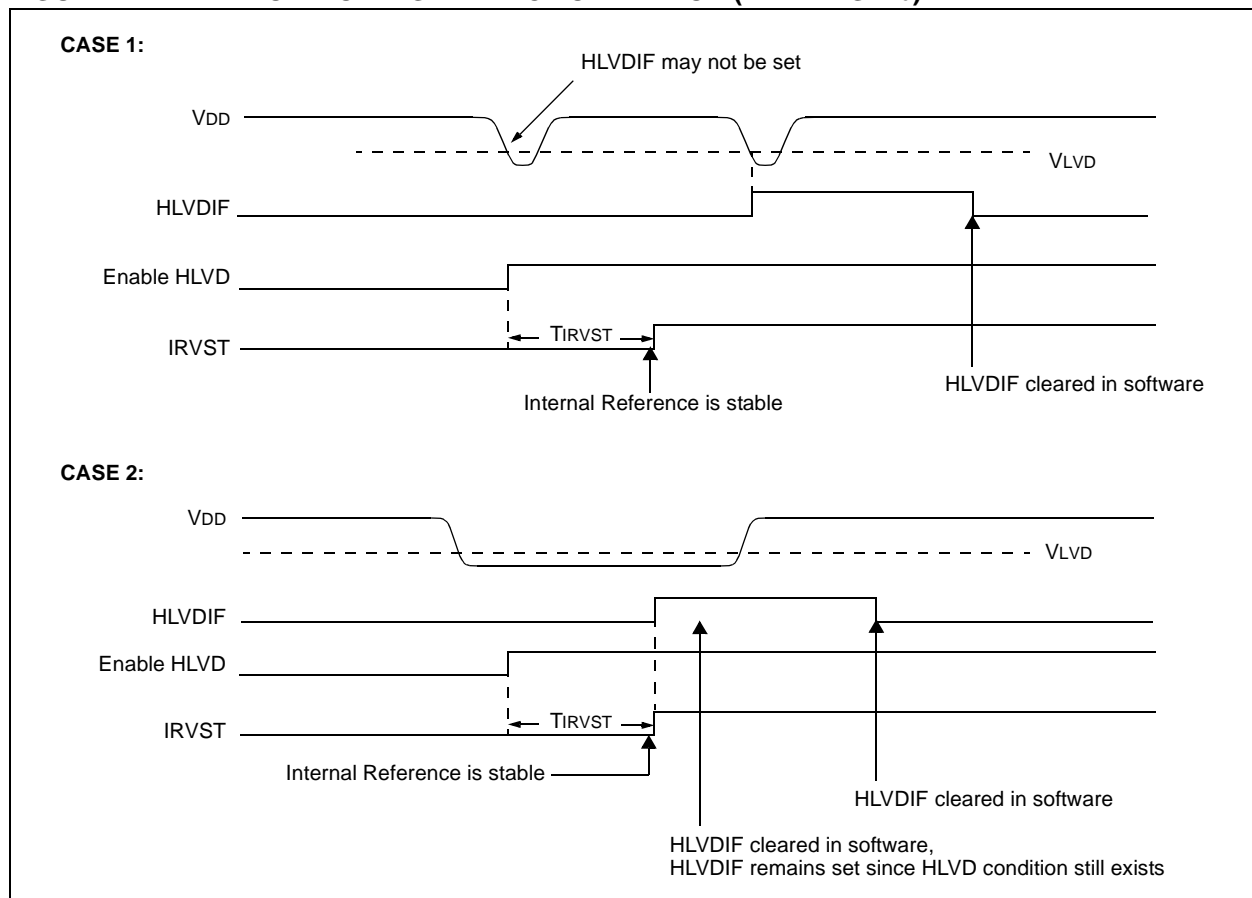 CASE 1:
HLVDIF may not be set
VDD
VLVD
HLVDIF
Enable HLVD
TIRVST
IRVST
HLVDIF cleared in software
Internal Reference is stable
CASE 2:
VDD
VLVD
HLVDIF
Enable HLVD
TIRVST
IRVST
Internal Reference is stable
HLVDIF cleared in software
HLVDIF cleared in software,
HLVDIF remains set since HLVD condition still exists